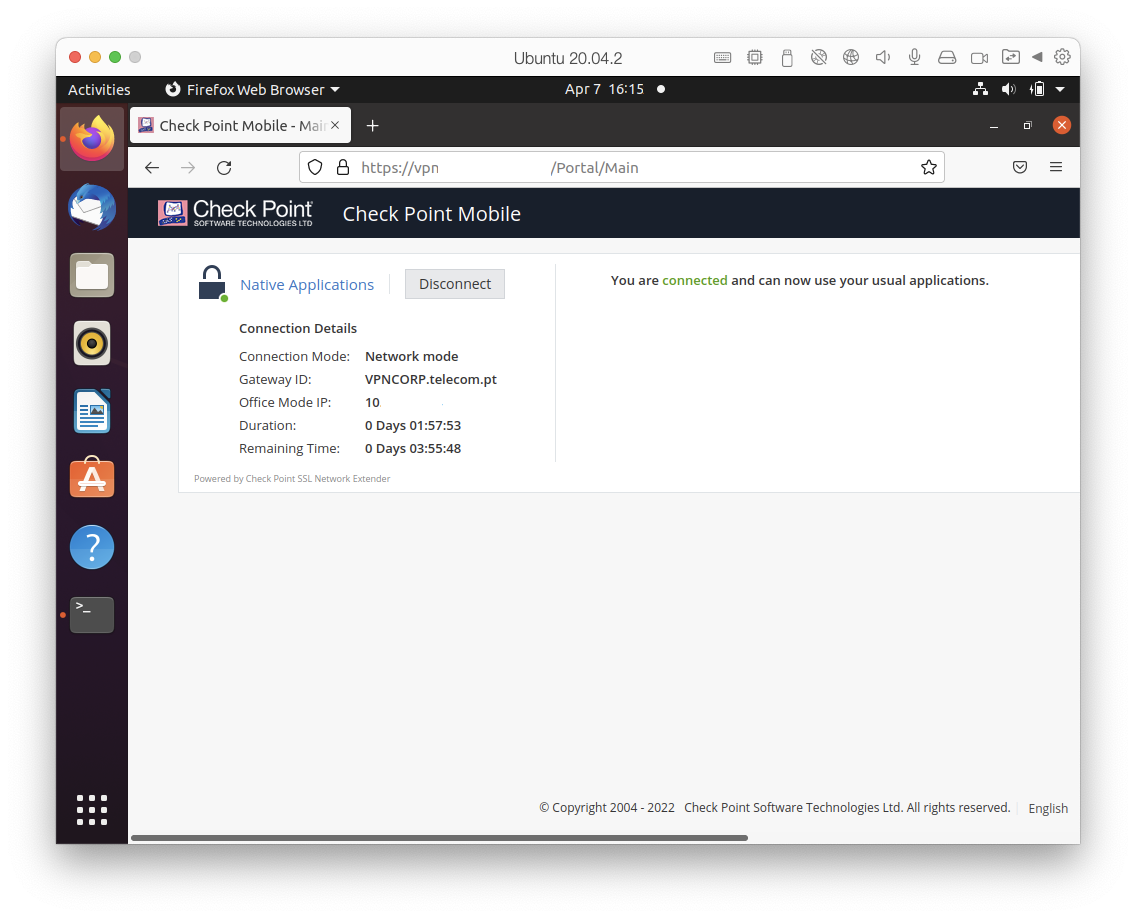 Ubuntu 20.04.2
Activities
Firefox Web Browser
Apr 7 16:15
Check Point Mobile - Main
https://vpn /Portal/Main
Check Point
SOFTWARE TECHNOLOGIES LTD
Check Point Mobile
Native Applications
Disconnect
You are connected and can now use your usual applications.
Connection Details
Connection Mode: Network mode
Gateway ID: VPNCORP.telecom.pt
Office Mode IP: 10
Duration: 0 Days 01:57:53
Remaining Time: 0 Days 03:55:48
Powered by Check Point SSL Network Extender
© Copyright 2004 - 2022 Check Point Software Technologies Ltd. All rights reserved.
English